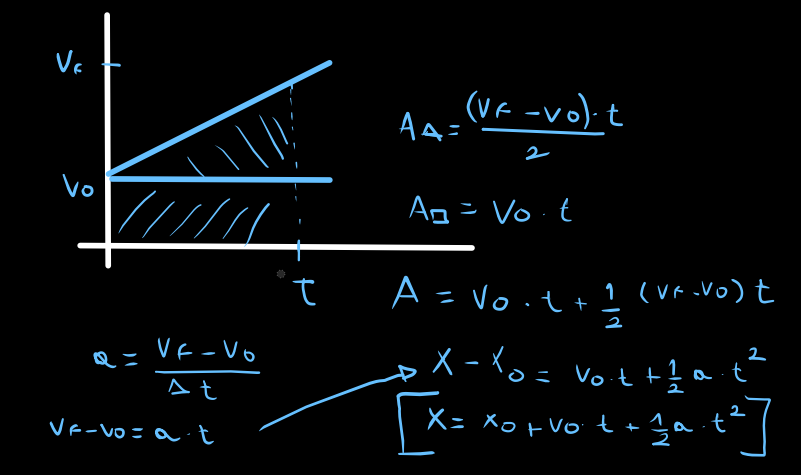 VF
V0
t
A△ = (VF - V0) · t / 2
A□ = V0 · t
A = V0 · t + 1/2 (VF - V0) t
a = VF - V0 / Δt
VF - V0 = a · t
X - X0 = V0 · t + 1/2 a · t²
[X = X0 + V0 · t + 1/2 a · t²]